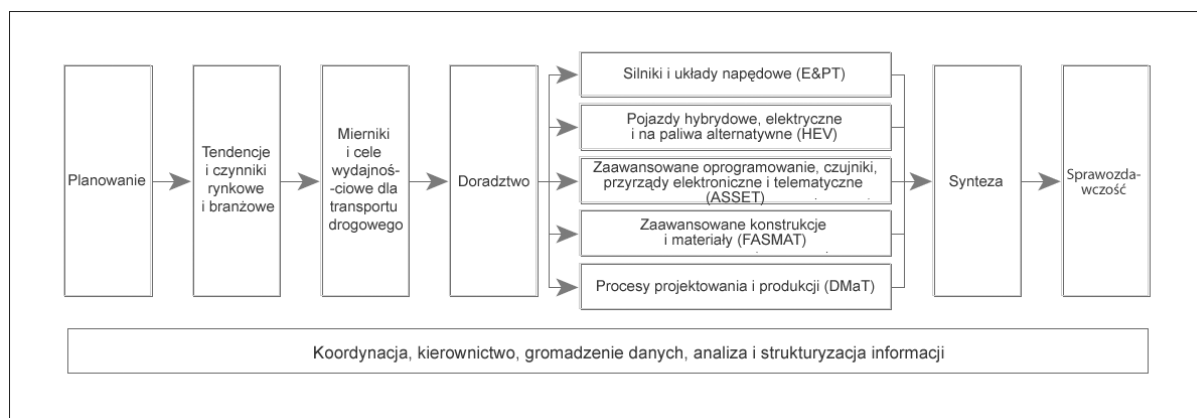 Planowanie
Tendencje
i czynniki
rynkowe
i branżowe
Mierniki
i cele
wydajnoś-
-ciowe dla
transportu
drogowego
Doradztwo
Silniki i układy napędowe (E&PT)
Pojazdy hybrydowe, elektryczne
i na paliwa alternatywne (HEV)
Zaawansowane oprogramowanie, czujniki,
przyrządy elektroniczne i telematyczne
(ASSET)
Zaawansowane konstrukcje
i materiały (FASMAT)
Procesy projektowania i produkcji (DMaT)
Synteza
Sprawozda-
wczość
Koordynacja, kierownictwo, gromadzenie danych, analiza i strukturyzacja informacji